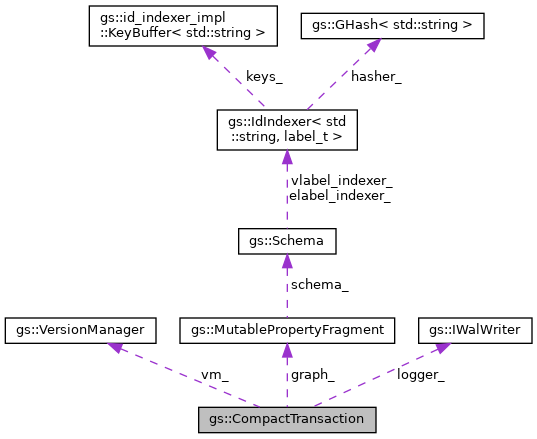 gs::id_indexer_impl
::KeyBuffer< std::string >
gs::GHash< std::string >
keys_
hasher_
gs::IdIndexer< std
::string, label_t >
vlabel_indexer_
elabel_indexer_
gs::Schema
schema_
gs::VersionManager
gs::MutablePropertyFragment
gs::IWalWriter
vm_
graph_
logger_
gs::CompactTransaction